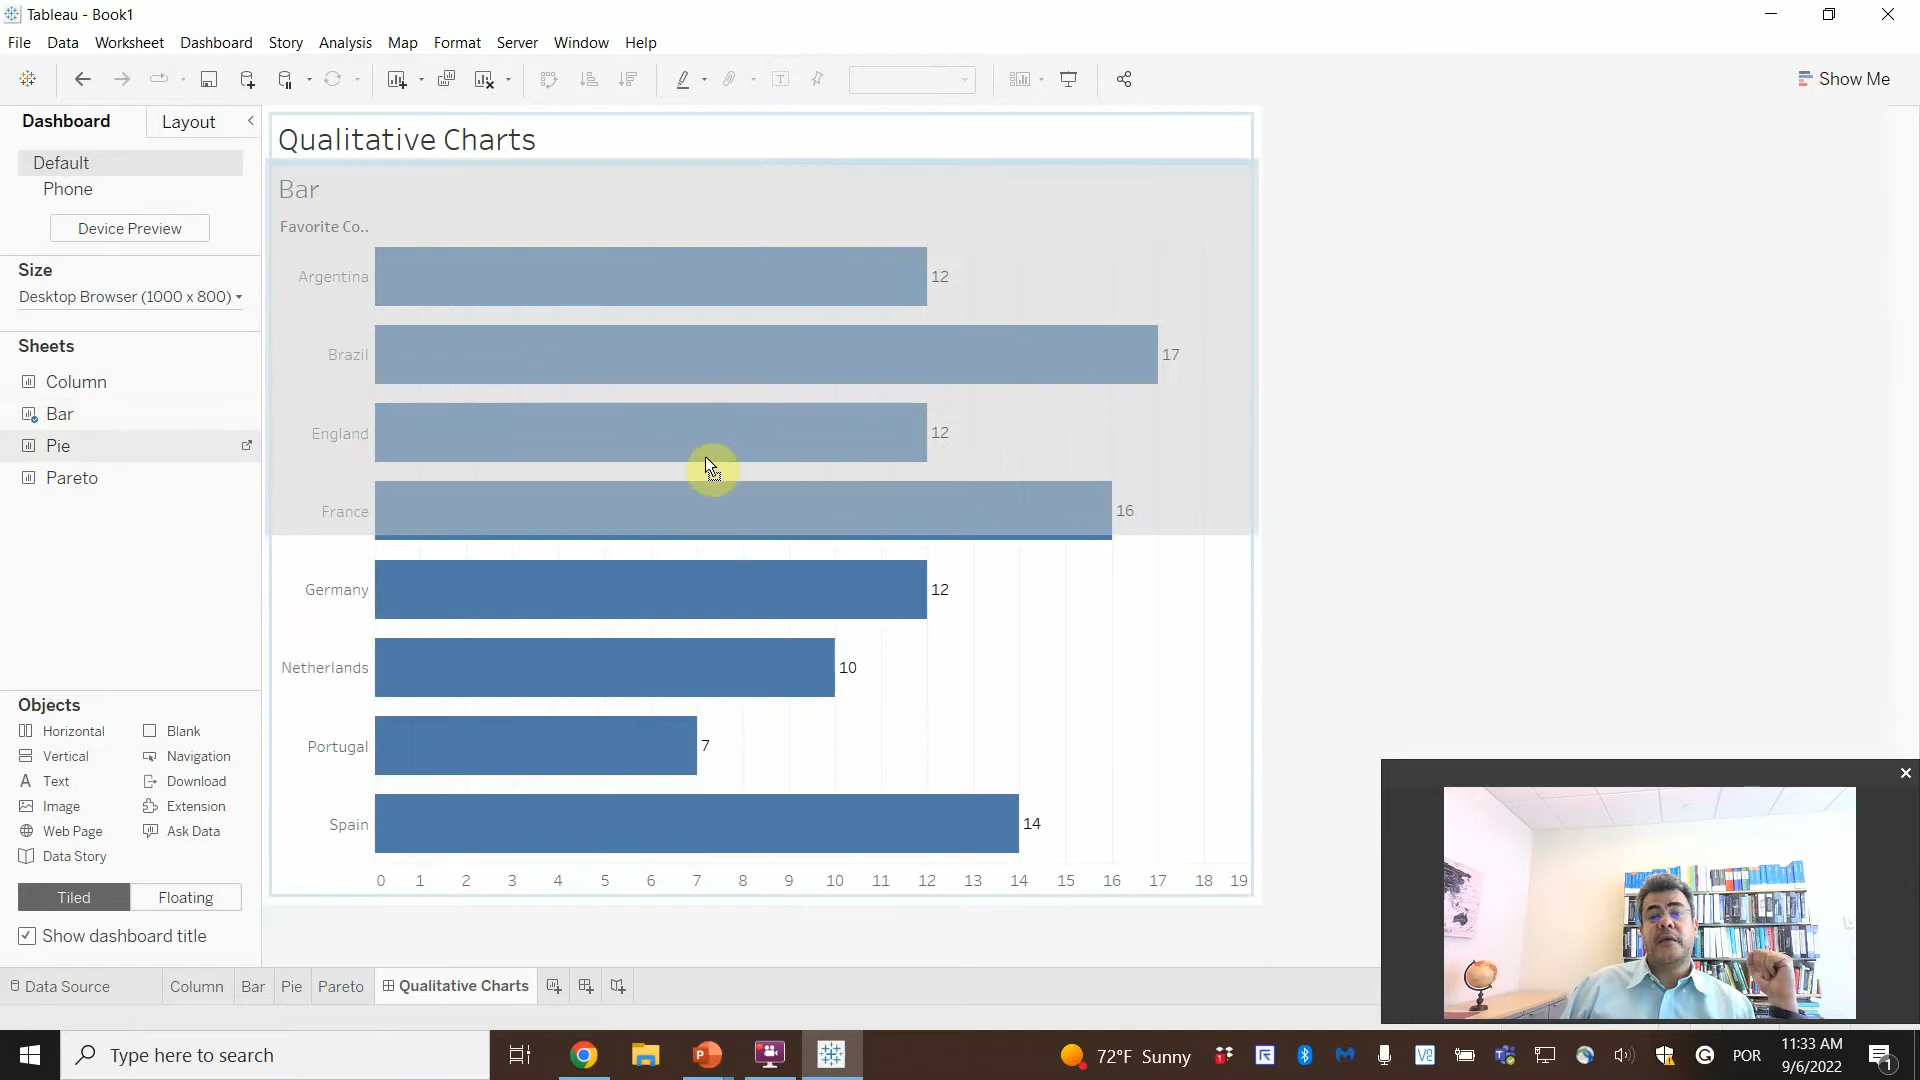 Tableau - Book1
File Data Worksheet Dashboard Story Analysis Map Format Server Window Help
Show Me
Dashboard Layout
Default
Phone
Device Preview
Size
Desktop Browser (1000 x 800)
Sheets
Column
Bar
Pie
Pareto
Objects
Horizontal Blank
Vertical Navigation
Text Download
Image Extension
Web Page Ask Data
Data Story
Tiled Floating
Show dashboard title
Qualitative Charts
Bar
Favorite Co..
Argentina 12
Brazil 17
England 12
France 16
Germany 12
Netherlands 10
Portugal 7
Spain 14
0 1 2 3 4 5 6 7 8 9 10 11 12 13 14 15 16 17 18 19
Data Source Column Bar Pie Pareto Qualitative Charts
Type here to search
72°F Sunny
POR
11:33 AM
9/6/2022
1